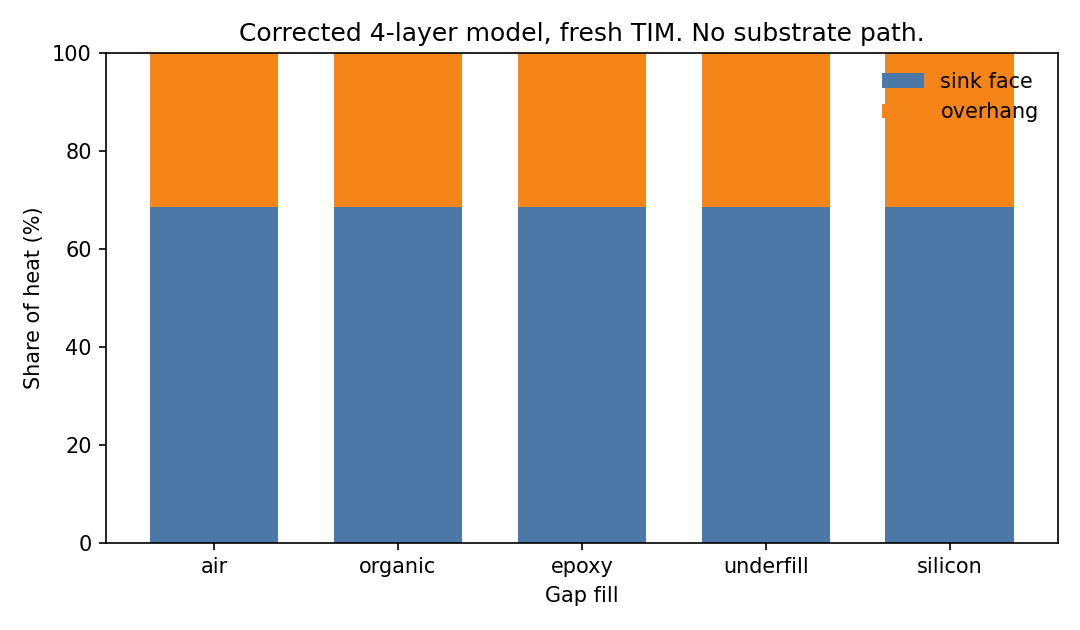 Corrected 4-layer model, fresh TIM. No substrate path.
sink face
overhang
Share of heat (%)
100
80
60
40
20
0
air
organic
epoxy
underfill
silicon
Gap fill